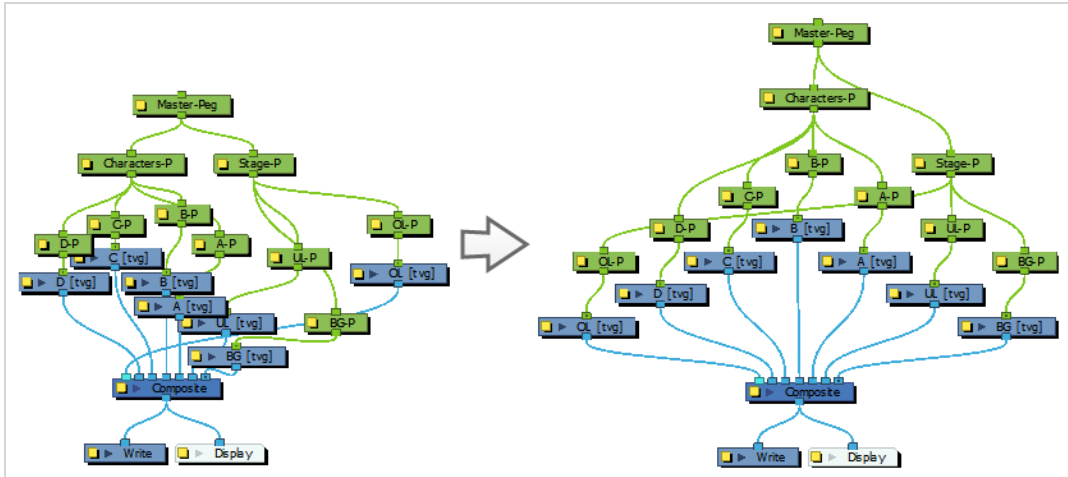 Master-Peg
Characters-P
Stage-P
B-P
C-P
OL-P
D-P
A-P
UL-P
C [tvg]
OL [tvg]
D [tvg]
B [tvg]
A [tvg]
UL [tvg]
BG-P
BG [tvg]
Composite
Write
Display
Master-Peg
Characters-P
B-P
Stage-P
C-P
A-P
D-P
B [tvg]
UL-P
OL-P
C [tvg]
A [tvg]
BG-P
D [tvg]
UL [tvg]
OL [tvg]
BG [tvg]
Composite
Write
Display